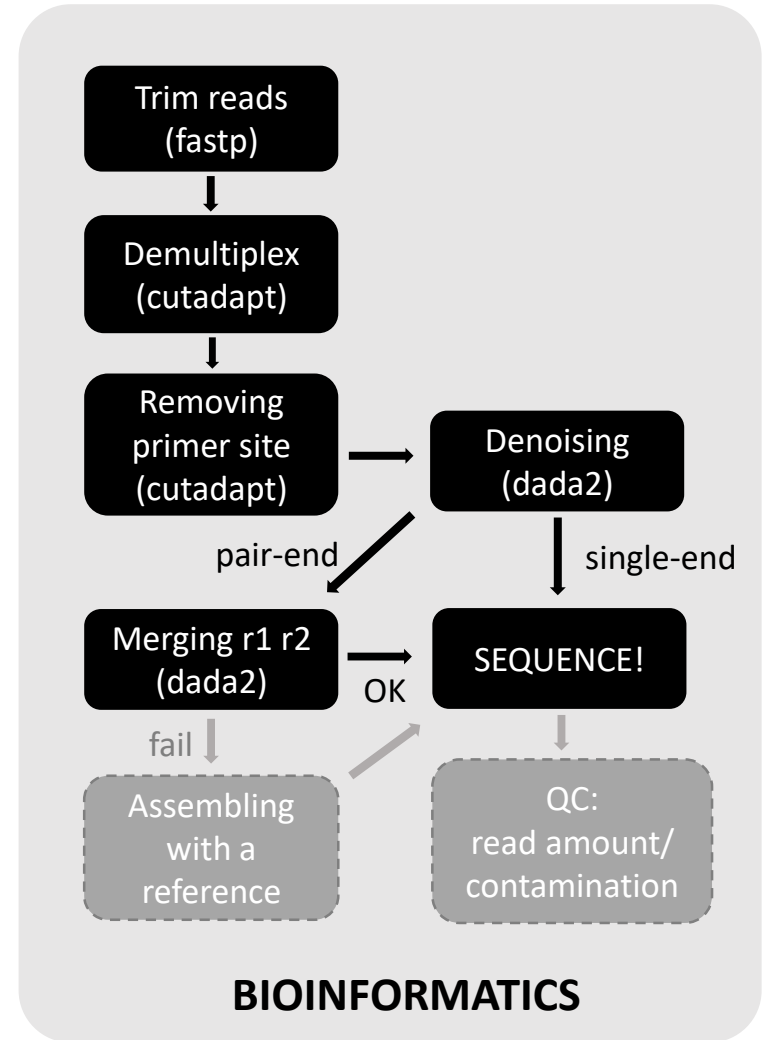 Trim reads
(fastp)
Demultiplex
(cutadapt)
Removing
primer site
(cutadapt)
Denoising
(dada2)
pair-end
single-end
Merging r1 r2
(dada2)
OK
SEQUENCE!
fail
Assembling
with a
reference
QC:
read amount/
contamination
BIOINFORMATICS